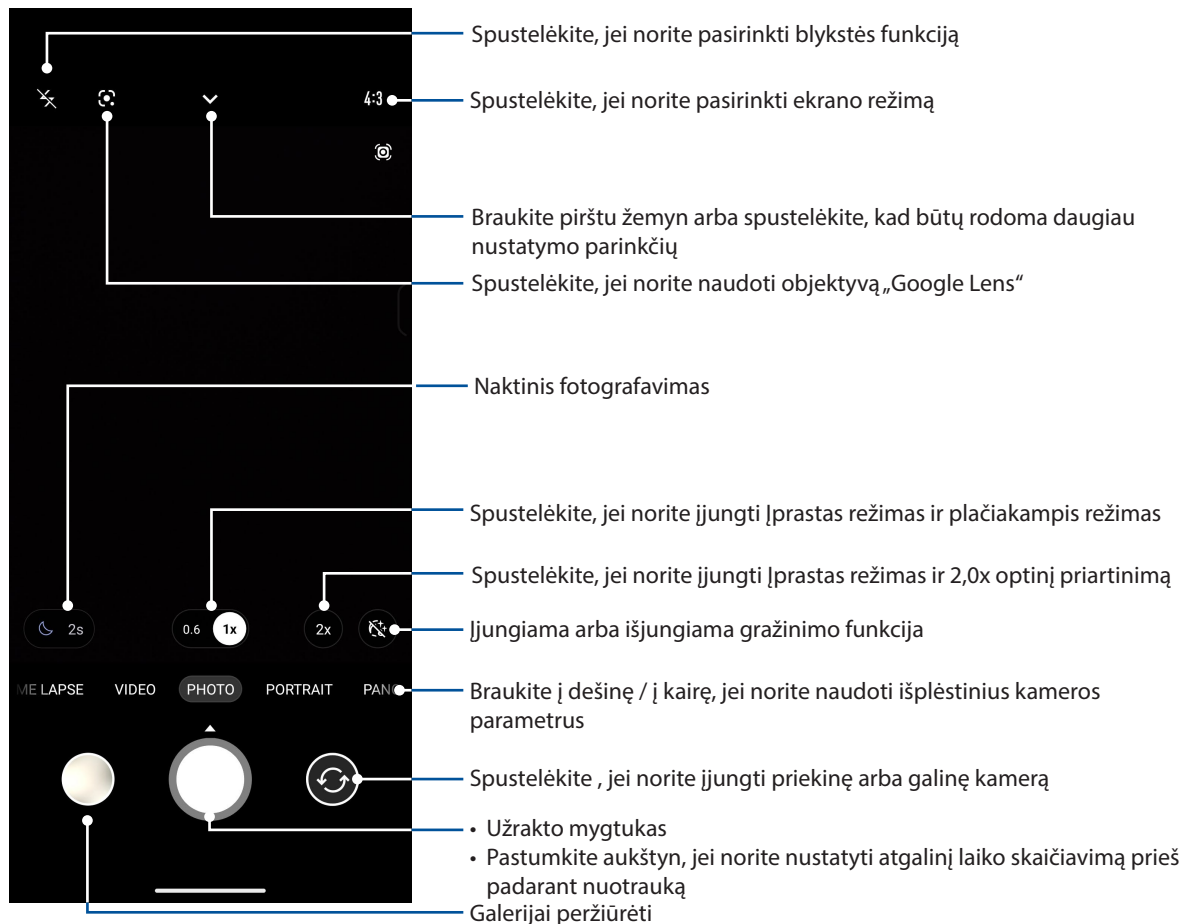 Spustelėkite, jei norite pasirinkti blykstės funkciją
4:3
Spustelėkite, jei norite pasirinkti ekrano režimą
Braukite pirštu žemyn arba spustelėkite, kad būtų rodoma daugiau
nustatymo parinkčių
Spustelėkite, jei norite naudoti objektyvą „Google Lens“
Naktinis fotografavimas
Spustelėkite, jei norite įjungti Įprastas režimas ir plačiakampis režimas
Spustelėkite, jei norite įjungti Įprastas režimas ir 2,0x optinį priartinimą
2s 0.6 1x 2x
Įjungiama arba išjungiama gražinimo funkcija
ME LAPSE VIDEO PHOTO PORTRAIT PANO
Braukite į dešinę / į kairę, jei norite naudoti išplėstinius kameros
parametrus
Spustelėkite , jei norite įjungti priekinę arba galinę kamerą
• Užrakto mygtukas
• Pastumkite aukštyn, jei norite nustatyti atgalinį laiko skaičiavimą prieš
padarant nuotrauką
Galerijai peržiūrėti